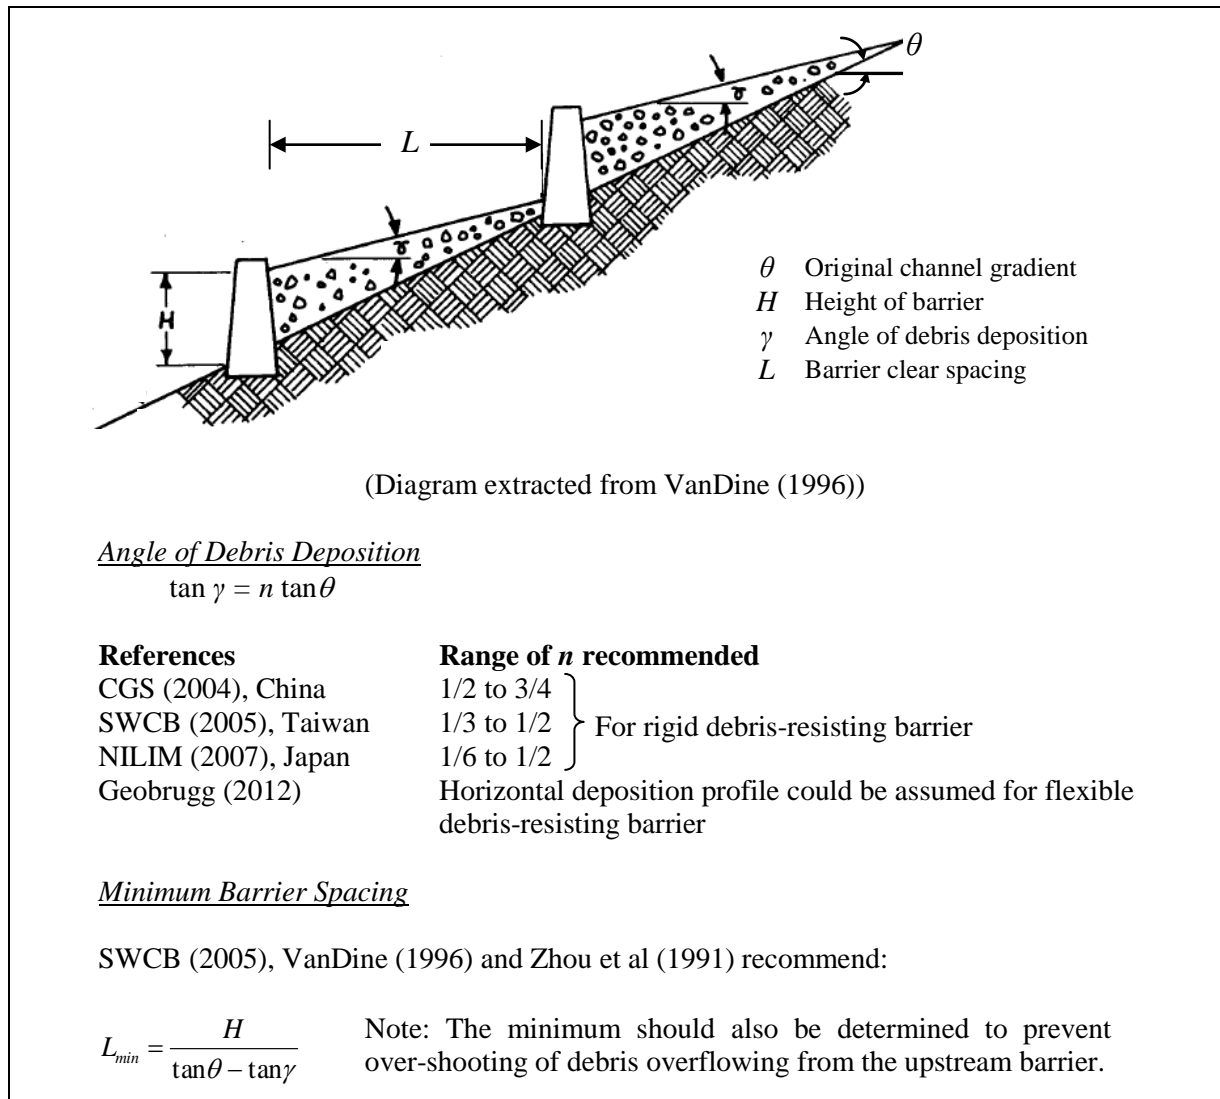 θ
L
γ
γ
H
θ Original channel gradient
H Height of barrier
γ Angle of debris deposition
L Barrier clear spacing
(Diagram extracted from VanDine (1996))
Angle of Debris Deposition
tan γ = n tanθ
References Range of n recommended
CGS (2004), China 1/2 to 3/4
SWCB (2005), Taiwan 1/3 to 1/2 For rigid debris-resisting barrier
NILIM (2007), Japan 1/6 to 1/2
Geobrugg (2012) Horizontal deposition profile could be assumed for flexible
debris-resisting barrier
Minimum Barrier Spacing
SWCB (2005), VanDine (1996) and Zhou et al (1991) recommend:
L_min = H / (tanθ − tanγ)
Note: The minimum should also be determined to prevent
over-shooting of debris overflowing from the upstream barrier.